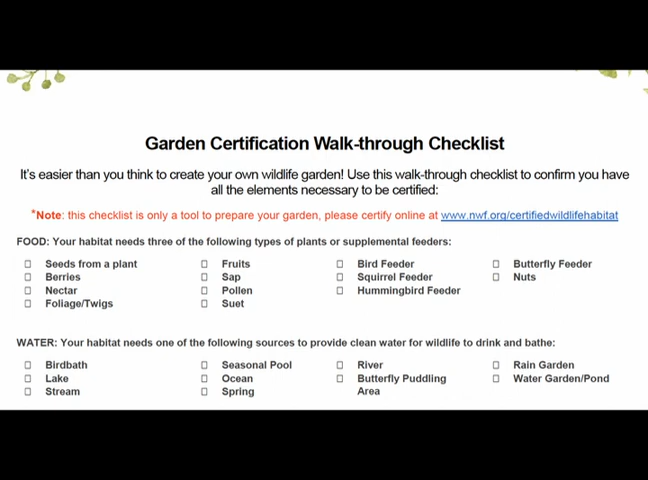 Garden Certification Walk-through Checklist
It's easier than you think to create your own wildlife garden! Use this walk-through checklist to confirm you have
all the elements necessary to be certified:
*Note: this checklist is only a tool to prepare your garden, please certify online at www.nwf.org/certifiedwildlifehabitat
FOOD: Your habitat needs three of the following types of plants or supplemental feeders:
☐ Seeds from a plant ☐ Fruits ☐ Bird Feeder ☐ Butterfly Feeder
☐ Berries ☐ Sap ☐ Squirrel Feeder ☐ Nuts
☐ Nectar ☐ Pollen ☐ Hummingbird Feeder
☐ Foliage/Twigs ☐ Suet
WATER: Your habitat needs one of the following sources to provide clean water for wildlife to drink and bathe:
☐ Birdbath ☐ Seasonal Pool ☐ River ☐ Rain Garden
☐ Lake ☐ Ocean ☐ Butterfly Puddling ☐ Water Garden/Pond
☐ Stream ☐ Spring Area